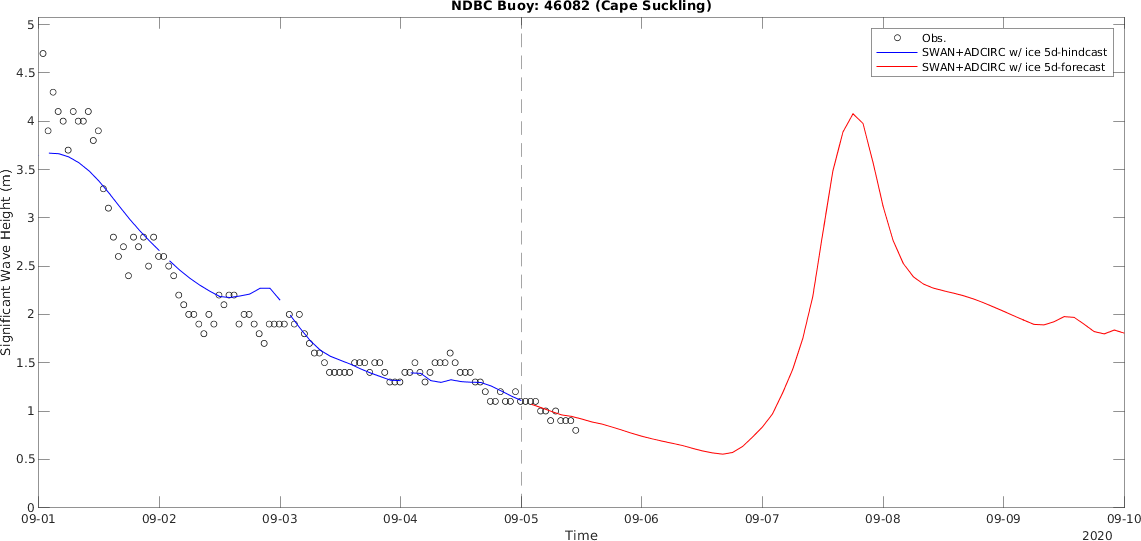 NDBC Buoy: 46082 (Cape Suckling)
Obs.
SWAN+ADCIRC w/ ice 5d-hindcast
SWAN+ADCIRC w/ ice 5d-forecast
Significant Wave Height (m)
5
4.5
4
3.5
3
2.5
2
1.5
1
0.5
0
09-01 09-02 09-03 09-04 09-05 09-06 09-07 09-08 09-09 09-10
Time
2020